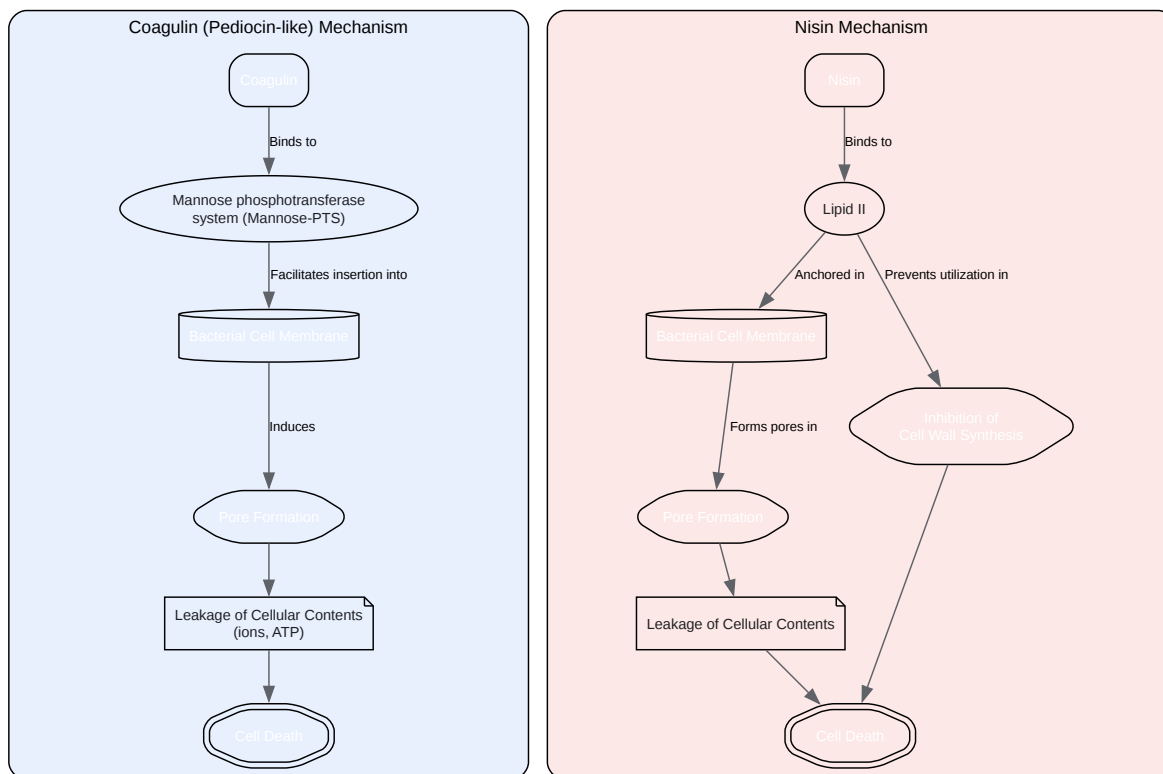 Coagulin (Pediocin-like) Mechanism
Coagulin
Binds to
Mannose phosphotransferase
system (Mannose-PTS)
Facilitates insertion into
Bacterial Cell Membrane
Induces
Pore Formation
Leakage of Cellular Contents
(ions, ATP)
Cell Death
Nisin Mechanism
Nisin
Binds to
Lipid II
Anchored in
Prevents utilization in
Bacterial Cell Membrane
Inhibition of
Cell Wall Synthesis
Forms pores in
Pore Formation
Leakage of Cellular Contents
Cell Death